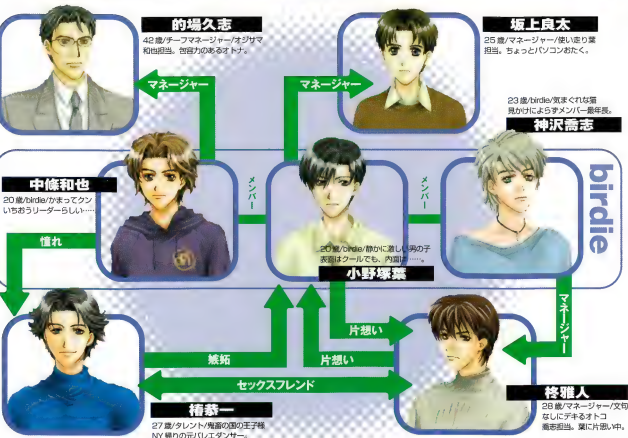 的場久志
42歳/チーフマネージャー/オジサマ
和也担当。包容力のあるオトナ。
坂上良太
25歳/マネージャー/使い走り葉
担当。ちょっとパソコンおたく。
マネージャー
マネージャー
23歳/birdie/気まぐれな猫
見かけによらずメンバー最年長。
神沢喬志
中條和也
20歳/birdie/かまってクン
いちおうリーダーらしい……
メンバー
メンバー
birdie
20歳/birdie/静かに激しい男の子
表面はクールでも、内面は……。
小野塚葉
憧れ
マネージャー
片想い
嫉妬
片想い
セックスフレンド
椿恭一
27歳/タレント/鬼畜の国の王子様
NY帰りの元バレエダンサー。
柊雅人
28歳/マネージャー/文句
なしにデキるオトコ
喬志担当。葉に片思い中。